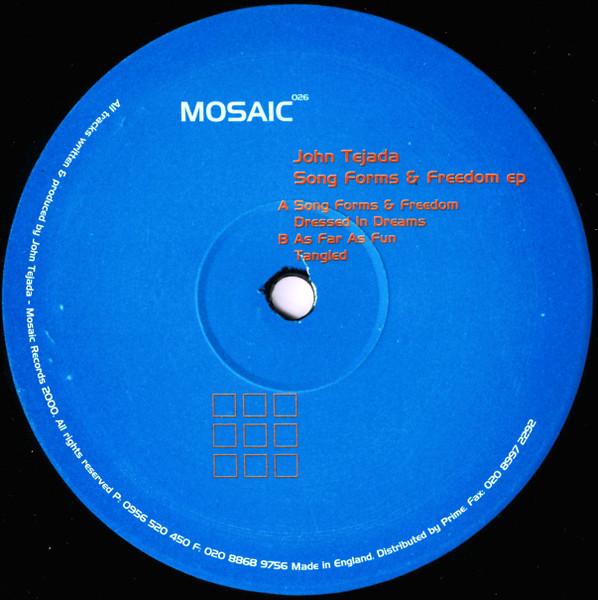 MOSAIC 026
John Tejada
Song Forms & Freedom ep
A Song Forms & Freedom
Dressed In Dreams
B As Far As Fun
Tangled
All tracks written & produced by John Tejada - Mosaic Records 2000. All rights reserved P: 0956 520 450 F: 020 8868 9756 Made in England. Distributed by Prime. Fax: 020 8997 2292